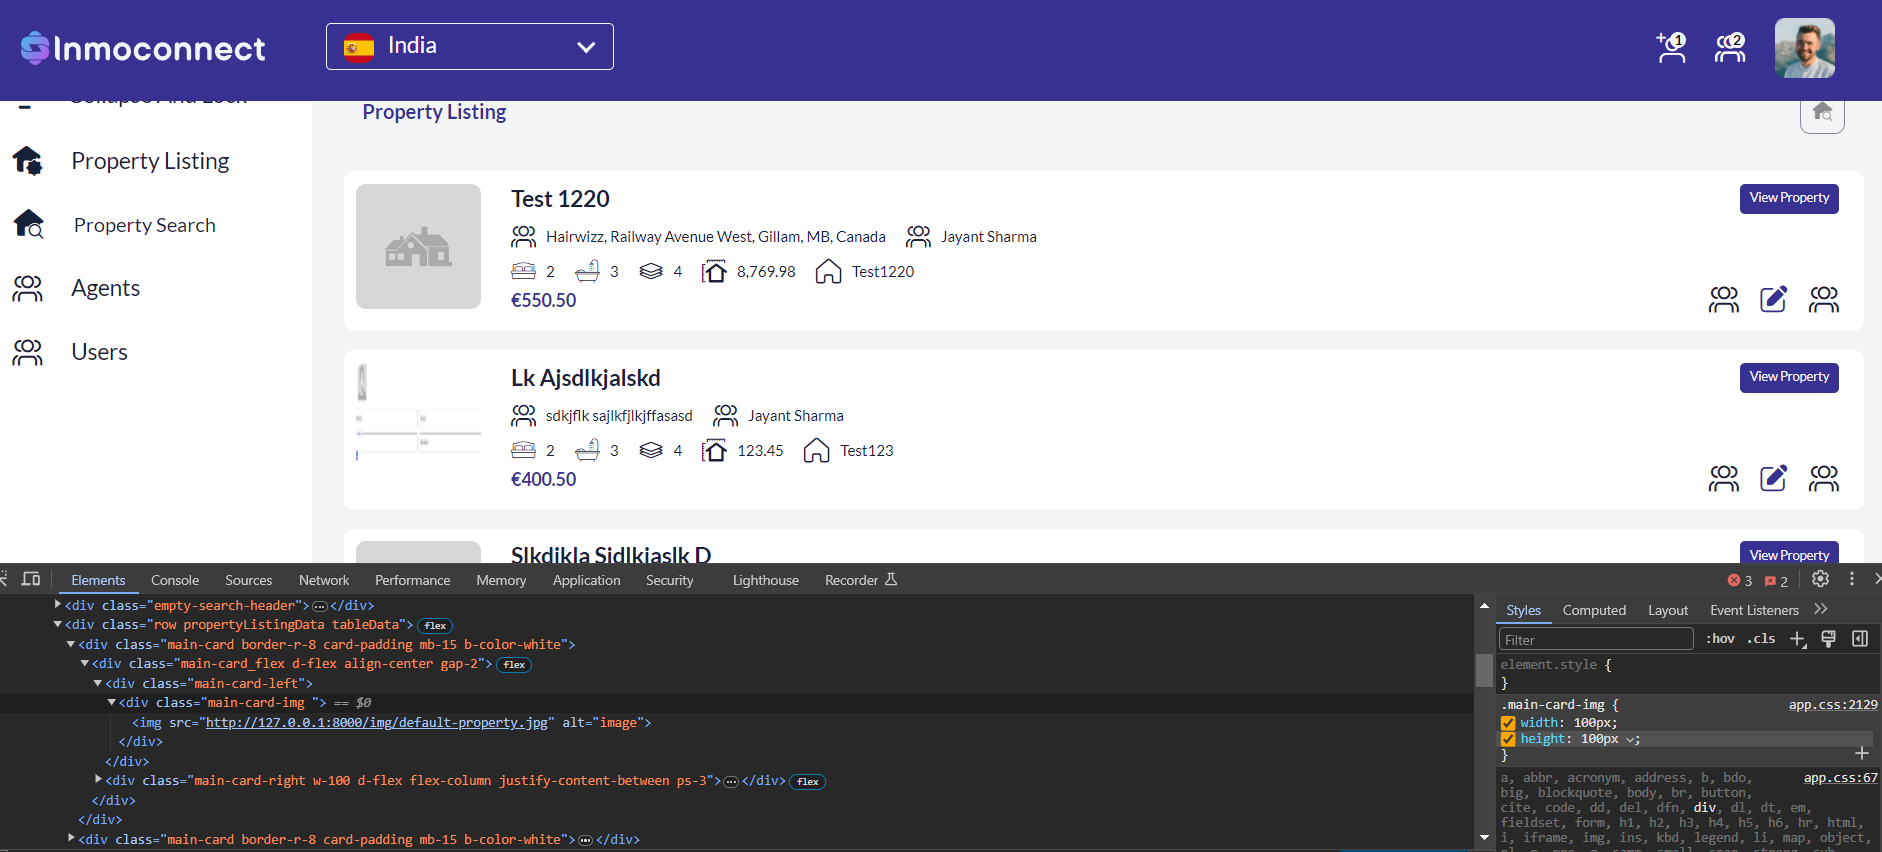 Inmoconnect
India
1
2
Collapse And Lock
Property Listing
Property Search
Agents
Users
Property Listing
Test 1220
View Property
Hairwizz, Railway Avenue West, Gillam, MB, Canada
Jayant Sharma
2 3 4 8,769.98 Test1220
€550.50
Lk Ajsdlkjalskd
View Property
sdkjflk sajlkfjlkjffasasd
Jayant Sharma
2 3 4 123.45 Test123
€400.50
Slkdjkla Sjdlkjaslk D
View Property
Elements Console Sources Network Performance Memory Application Security Lighthouse Recorder
3 2
<div class="empty-search-header">…</div>
<div class="row propertyListingData tableData"> flex
<div class="main-card border-r-8 card-padding mb-15 b-color-white">
<div class="main-card_flex d-flex align-center gap-2"> flex
<div class="main-card-left">
<div class="main-card-img "> == $0
<img src="http://127.0.0.1:8000/img/default-property.jpg" alt="image">
</div>
</div>
<div class="main-card-right w-100 d-flex flex-column justify-content-between ps-3">…</div> flex
</div>
</div>
<div class="main-card border-r-8 card-padding mb-15 b-color-white">…</div>
Styles Computed Layout Event Listeners
Filter
:hov .cls
element.style {
}
.main-card-img {
app.css:2129
width: 100px;
height: 100px;
}
a, abbr, acronym, address, b, bdo,
app.css:67
big, blockquote, body, br, button,
cite, code, dd, del, dfn, div, dl, dt, em,
fieldset, form, h1, h2, h3, h4, h5, h6, hr, html,
i, iframe, img, ins, kbd, legend, li, map, object,